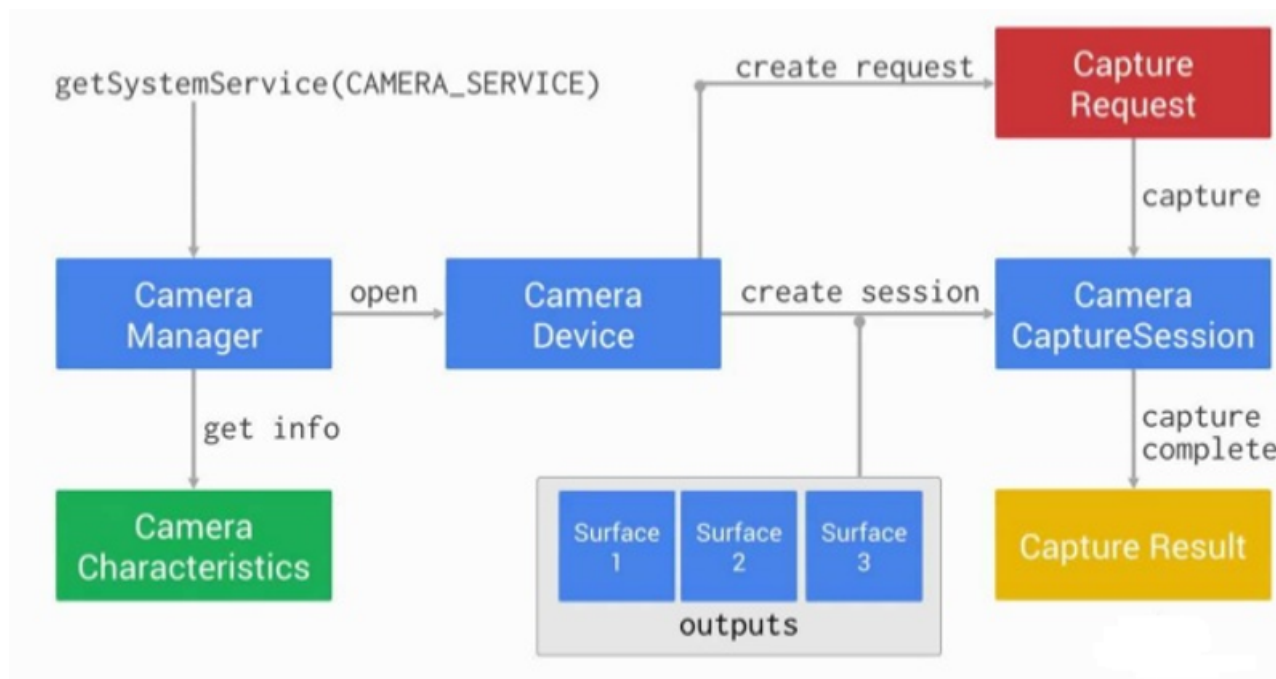 getSystemService(CAMERA_SERVICE)
create request
Capture
Request
capture
Camera
Manager
open
Camera
Device
create session
Camera
CaptureSession
get info
capture
complete
Camera
Characteristics
Surface
1
Surface
2
Surface
3
outputs
Capture Result